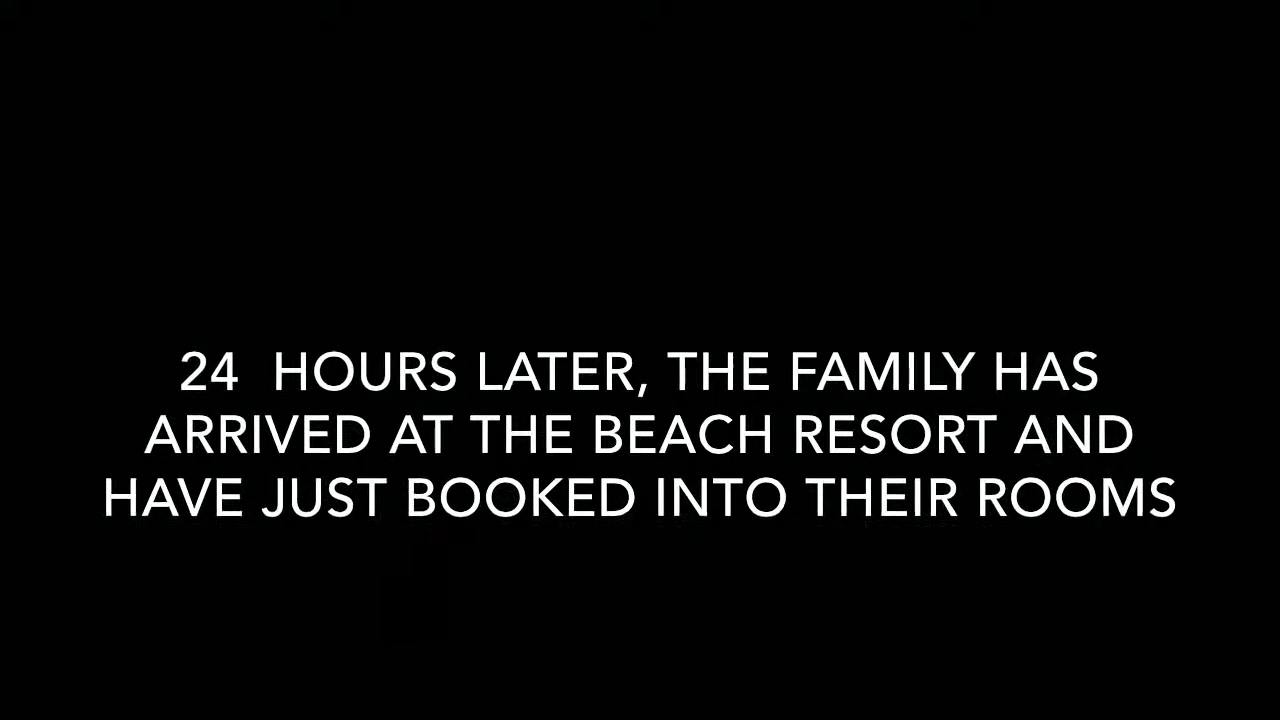 24  HOURS LATER, THE FAMILY HAS
ARRIVED AT THE BEACH RESORT AND
HAVE JUST BOOKED INTO THEIR ROOMS